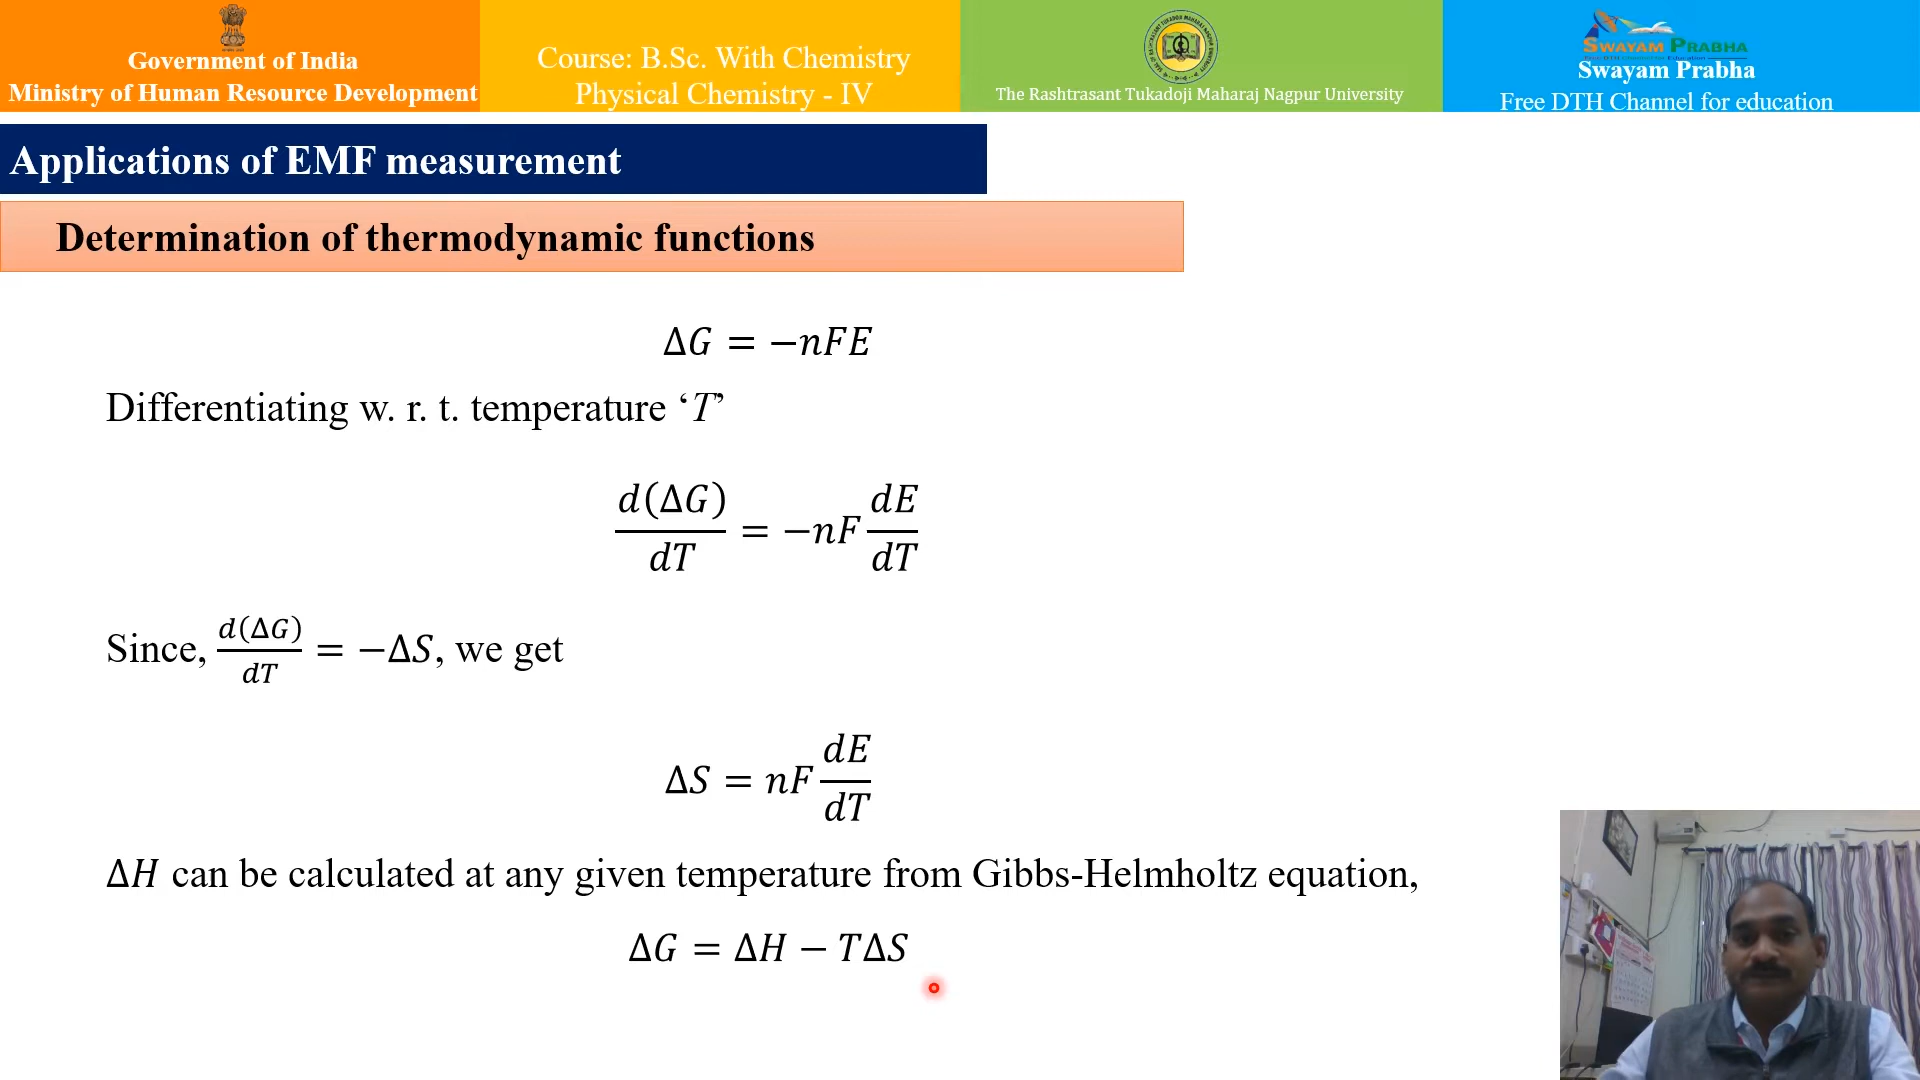 Government of India
Ministry of Human Resource Development
Course: B.Sc. With Chemistry
Physical Chemistry - IV
The Rashtrasant Tukadoji Maharaj Nagpur University
SWAYAM PRABHA
Swayam Prabha
Free DTH Channel for education
Applications of EMF measurement
Determination of thermodynamic functions
ΔG = −nFE
Differentiating w. r. t. temperature ‘T’
d(ΔG)/dT = −nF dE/dT
Since, d(ΔG)/dT = −ΔS, we get
ΔS = nF dE/dT
ΔH can be calculated at any given temperature from Gibbs-Helmholtz equation,
ΔG = ΔH − TΔS